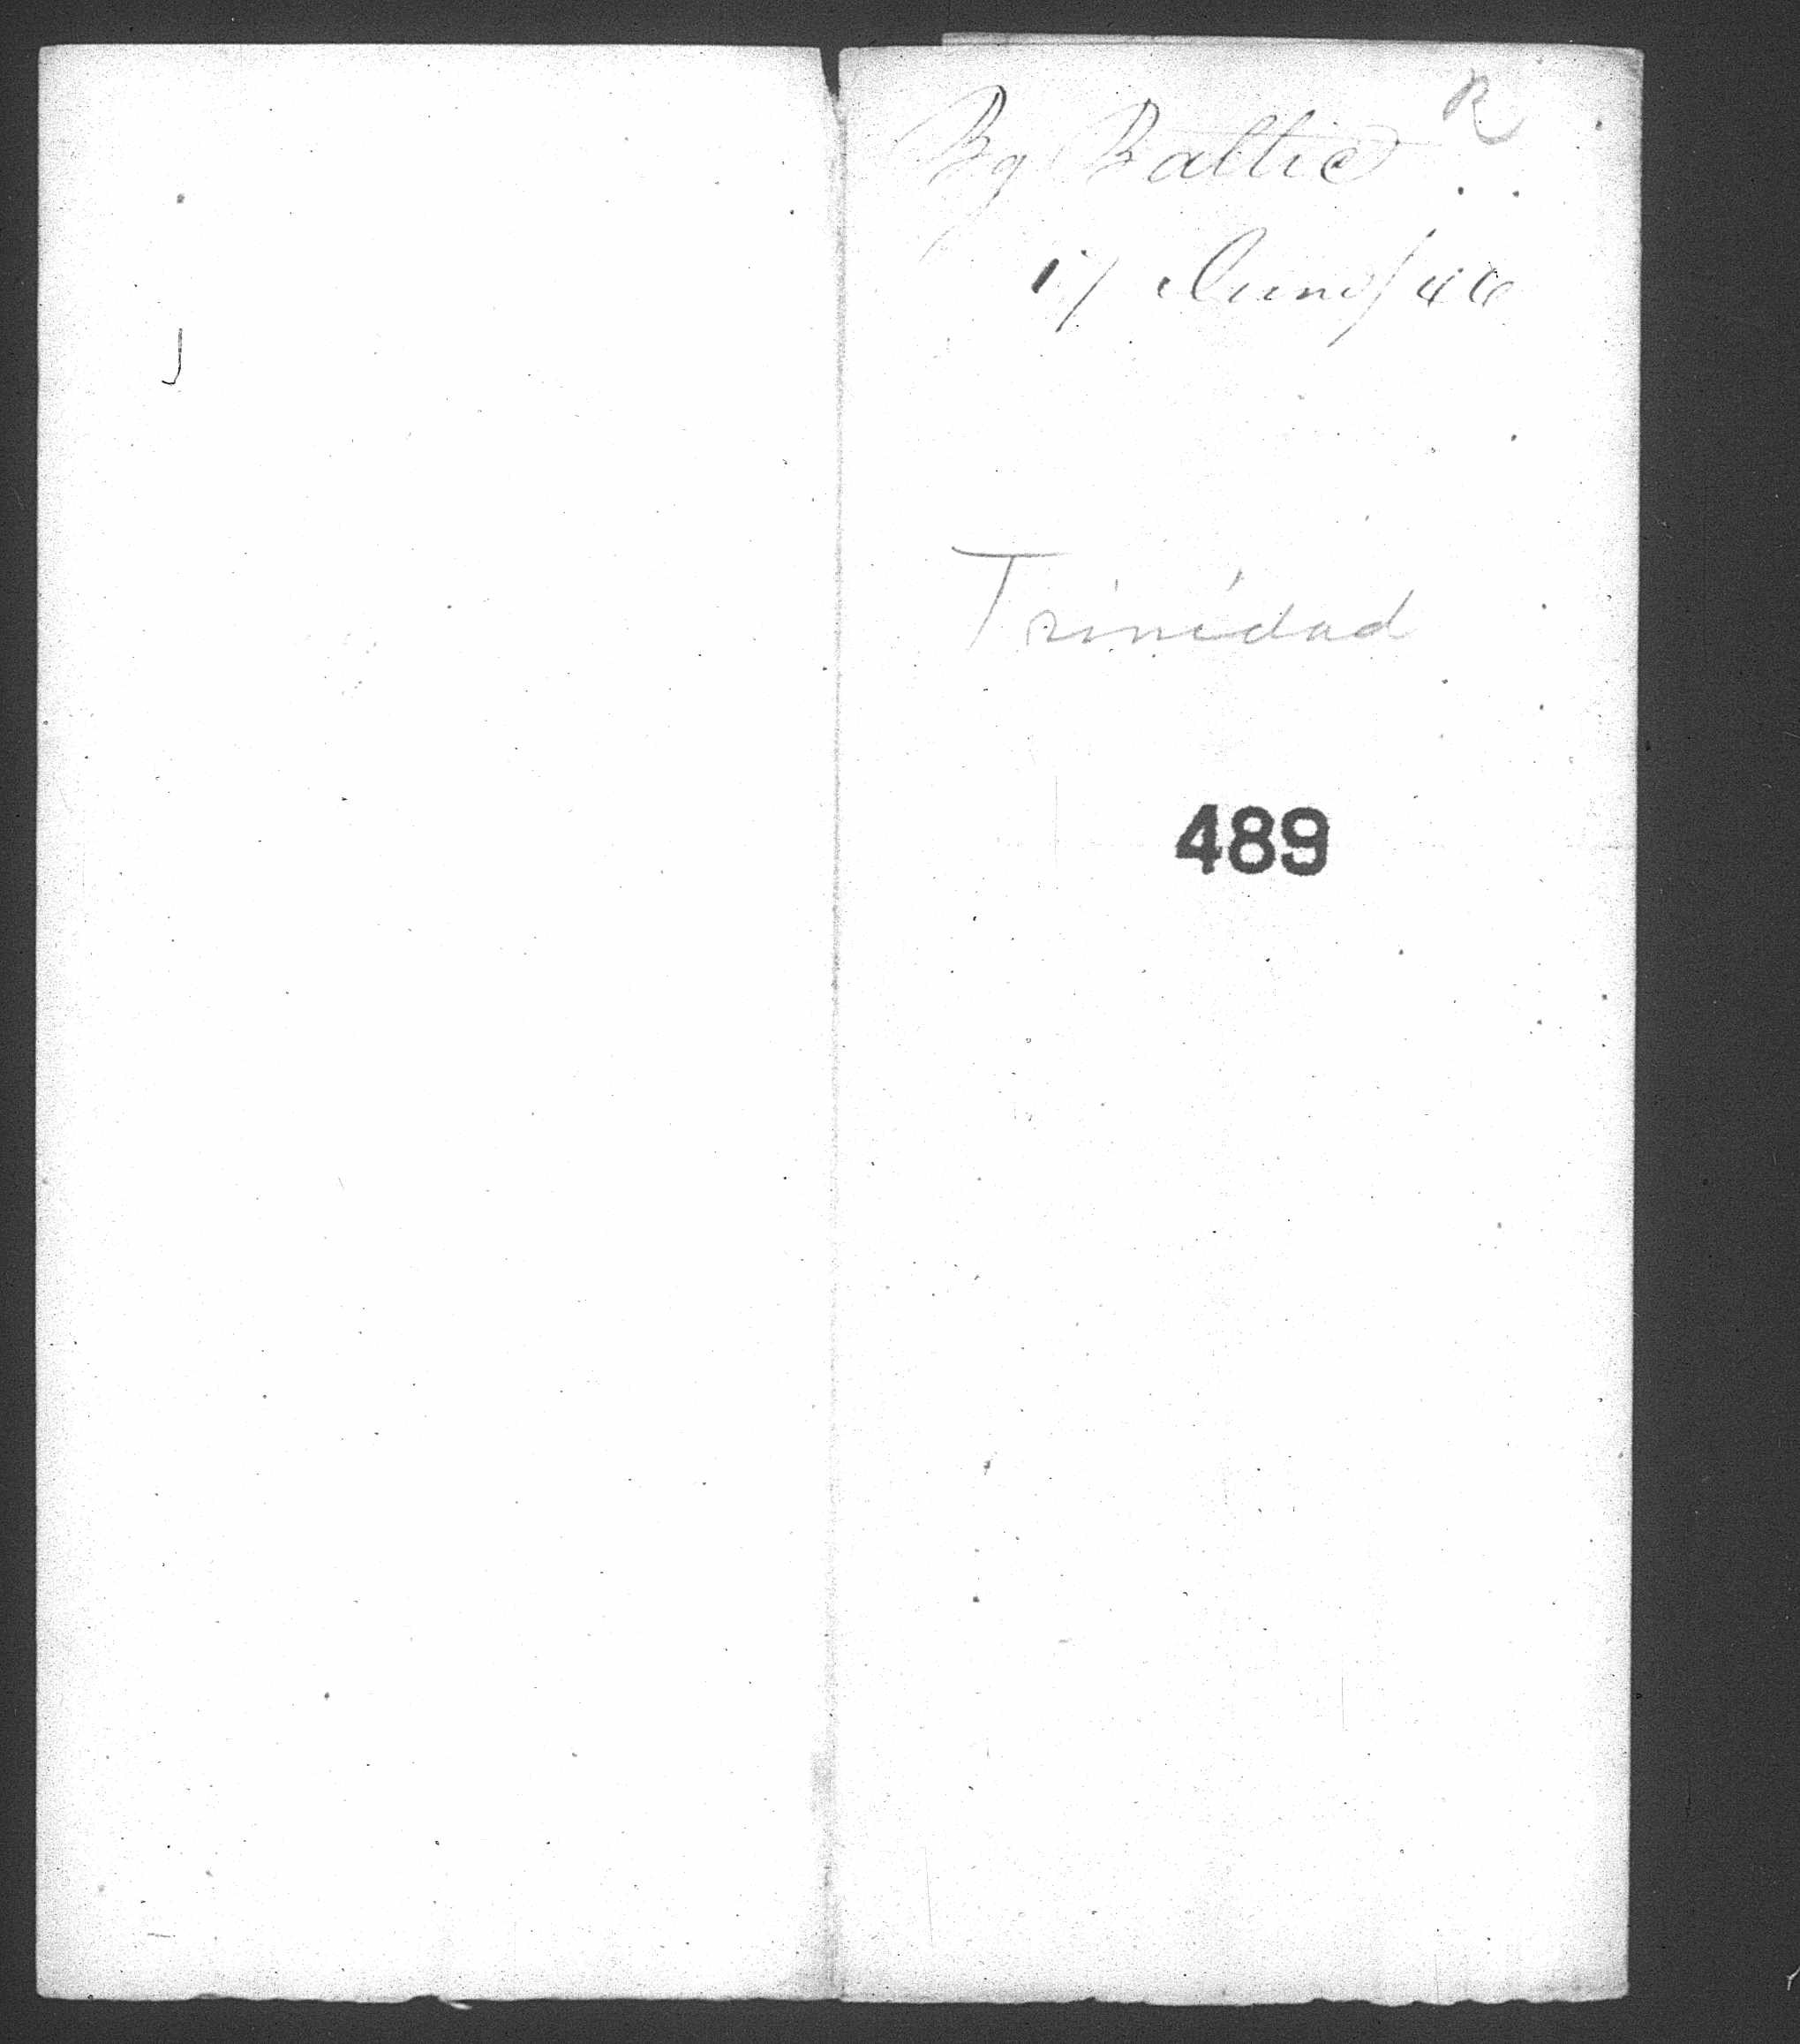 R
Bg Baltic
17 June/46
Trinidad
489